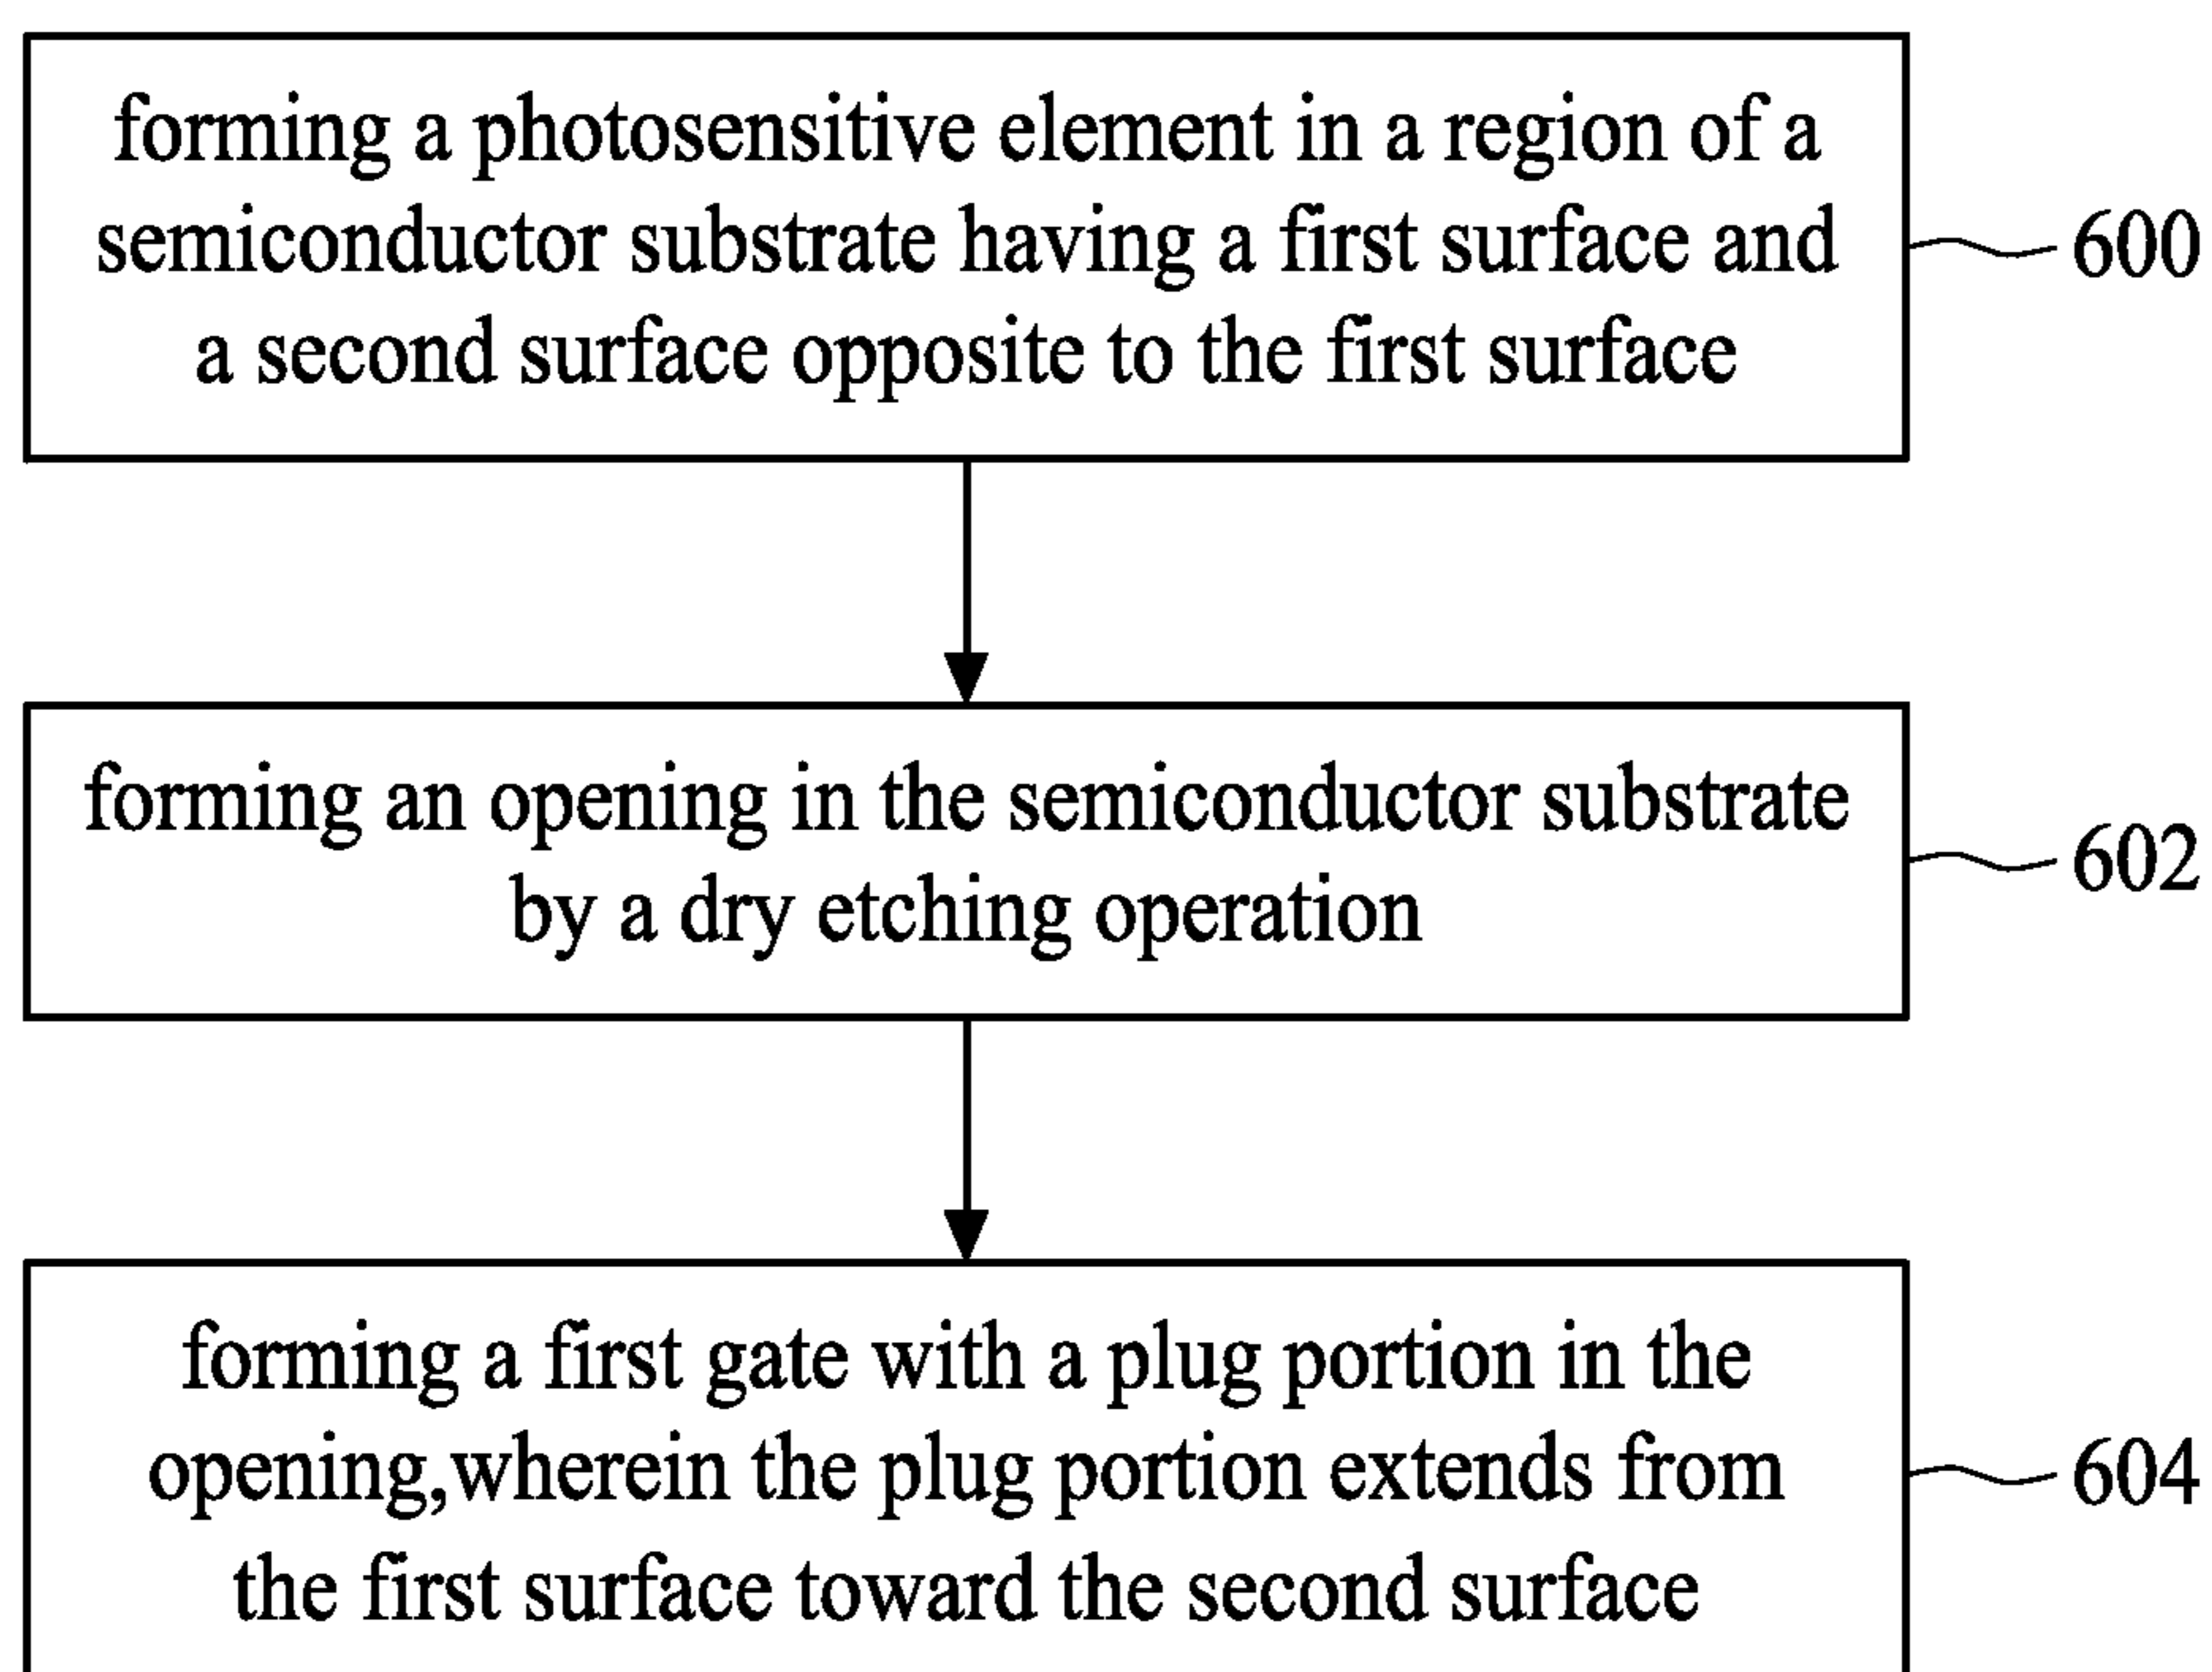 forming a photosensitive element in a region of a
semiconductor substrate having a first surface and
a second surface opposite to the first surface
600
forming an opening in the semiconductor substrate
by a dry etching operation
602
forming a first gate with a plug portion in the
opening,wherein the plug portion extends from
the first surface toward the second surface
604